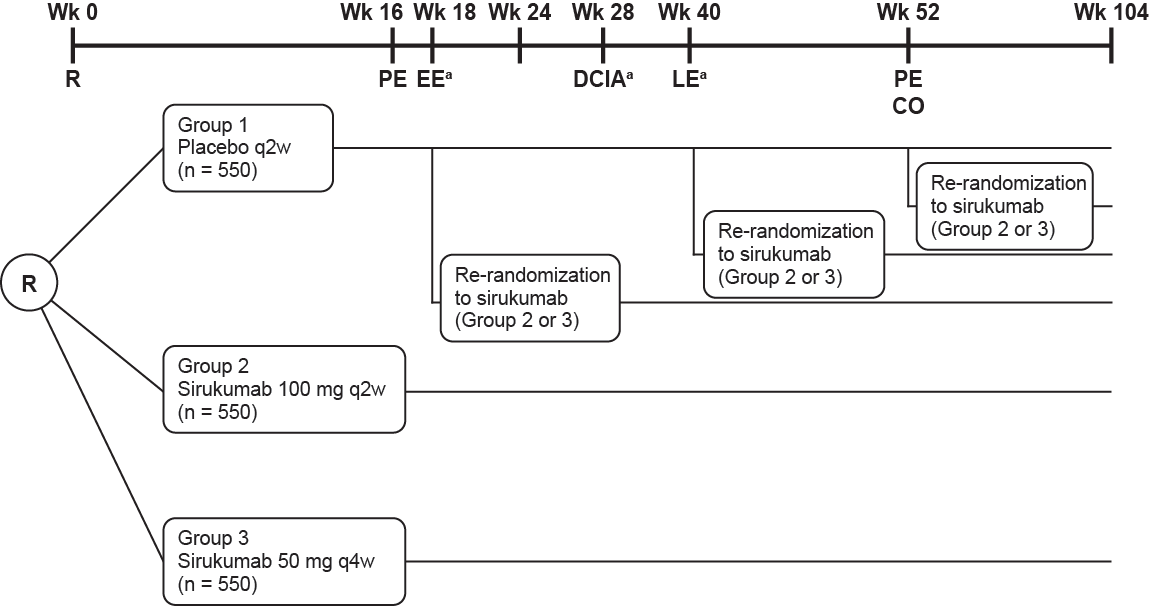 Wk 0 Wk 16 Wk 18 Wk 24 Wk 28 Wk 40 Wk 52 Wk 104
R PE EEᵃ DCIAᵃ LEᵃ PE
CO
Group 1
Placebo q2w
(n = 550)
Re-randomization
to sirukumab
(Group 2 or 3)
Re-randomization
to sirukumab
(Group 2 or 3)
Re-randomization
to sirukumab
(Group 2 or 3)
R
Group 2
Sirukumab 100 mg q2w
(n = 550)
Group 3
Sirukumab 50 mg q4w
(n = 550)